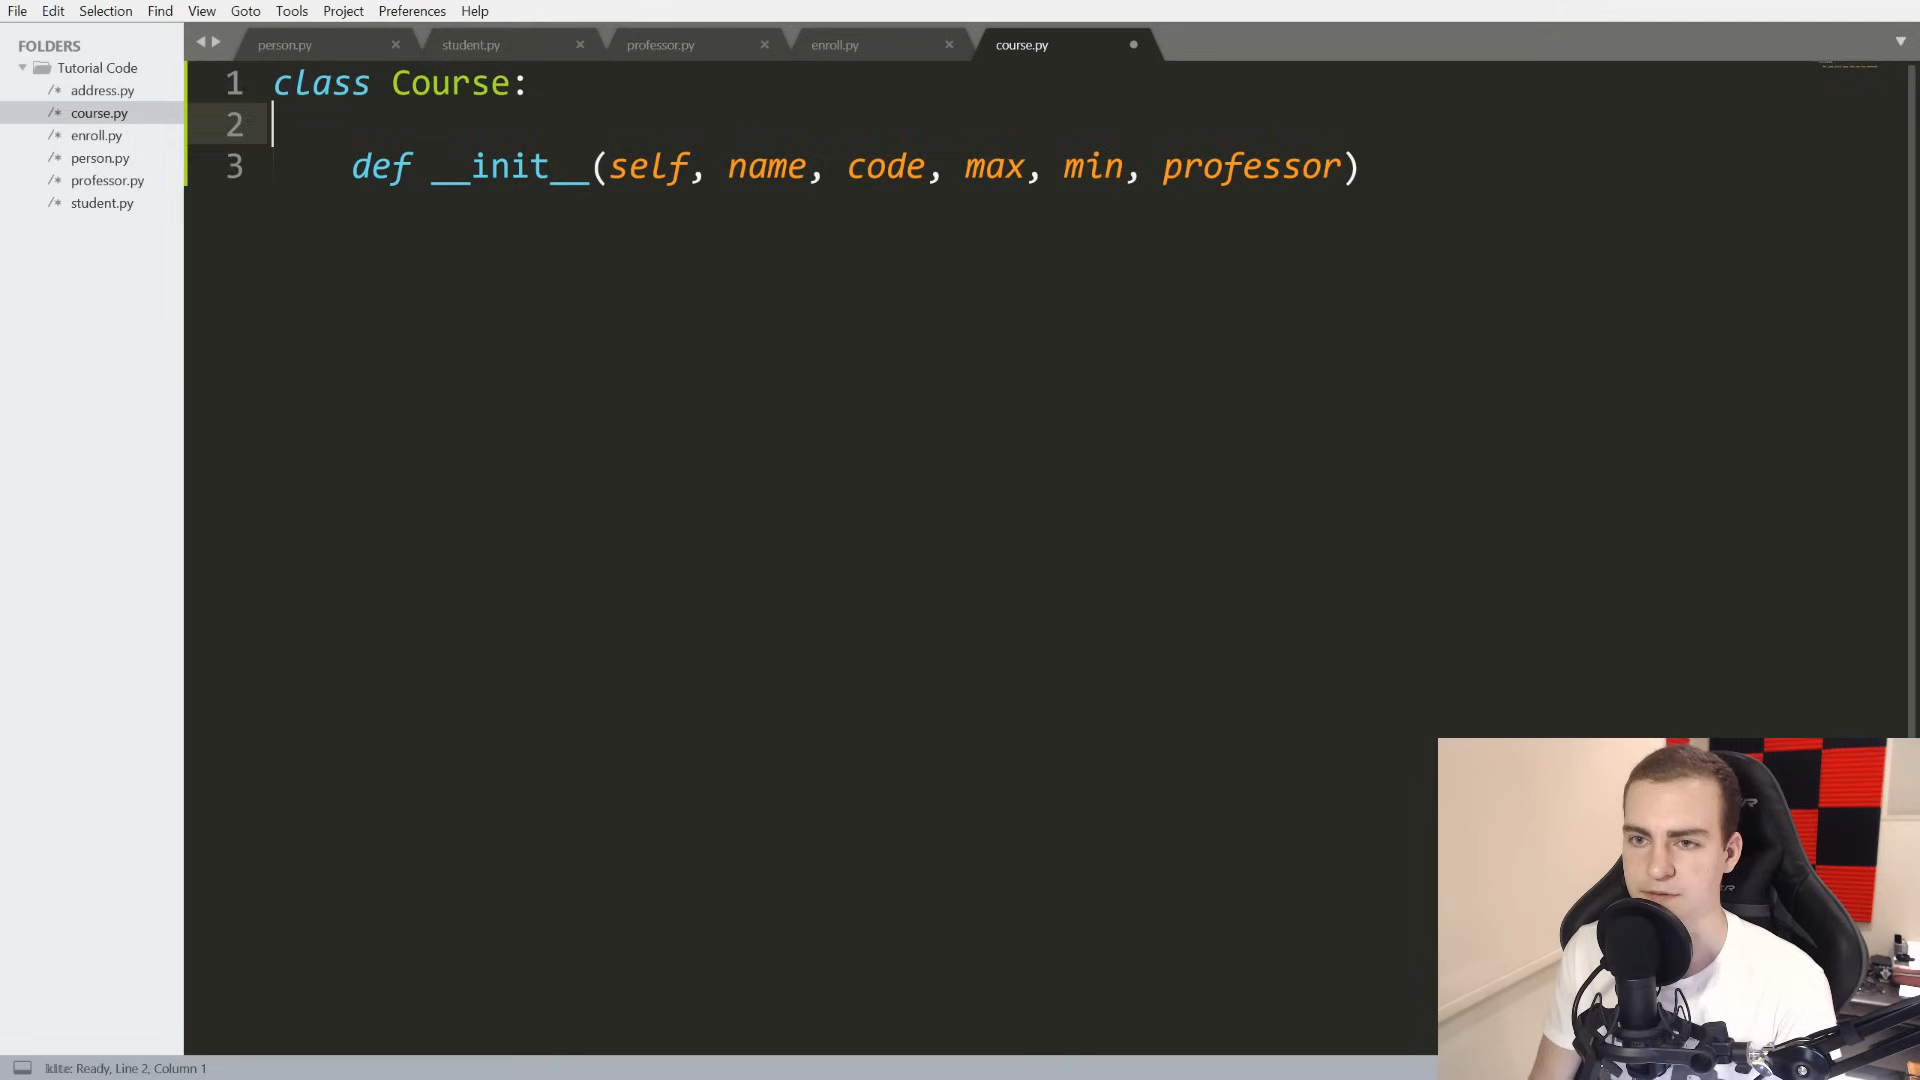 File Edit Selection Find View Goto Tools Project Preferences Help
FOLDERS
Tutorial Code
/* address.py
/* course.py
/* enroll.py
/* person.py
/* professor.py
/* student.py
person.py student.py professor.py enroll.py course.py
1 class Course:
2
3 def __init__(self, name, code, max, min, professor)
kite: Ready, Line 2, Column 1